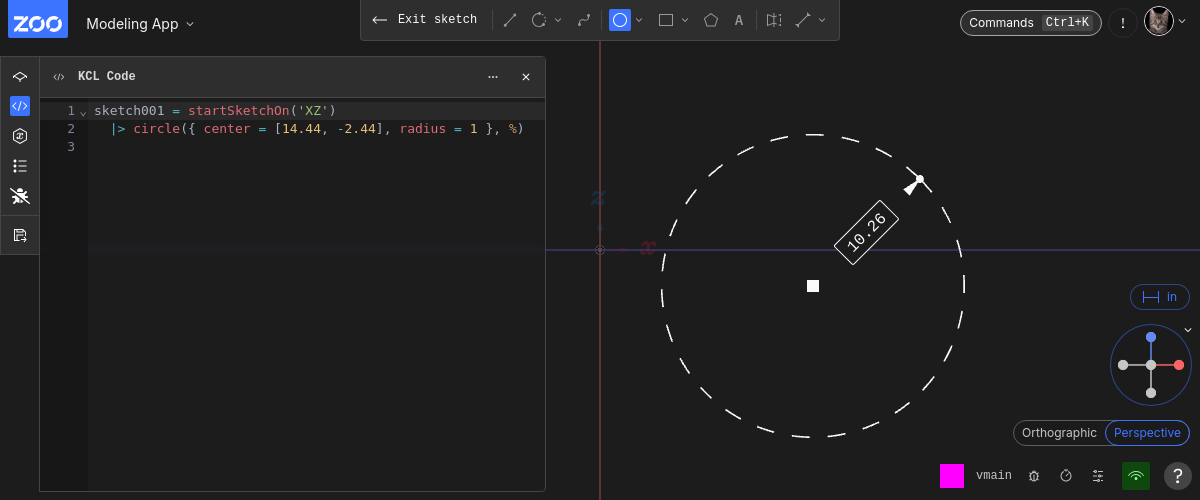 ZOO Modeling App
Exit sketch
A
Commands Ctrl+K
!
KCL Code
1 sketch001 = startSketchOn('XZ')
2 |> circle({ center = [14.44, -2.44], radius = 1 }, %)
3
z
x
10.26
in
Orthographic Perspective
vmain
?